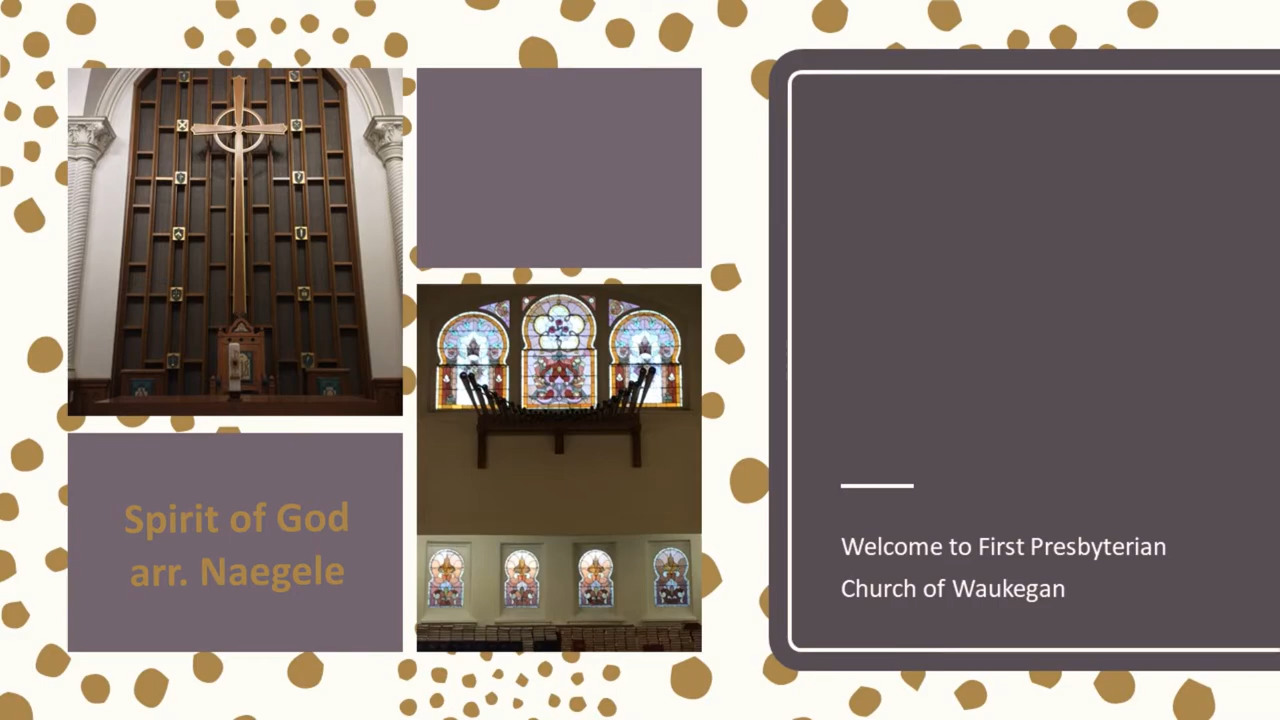 Spirit of God
arr. Naegele
Welcome to First Presbyterian
Church of Waukegan